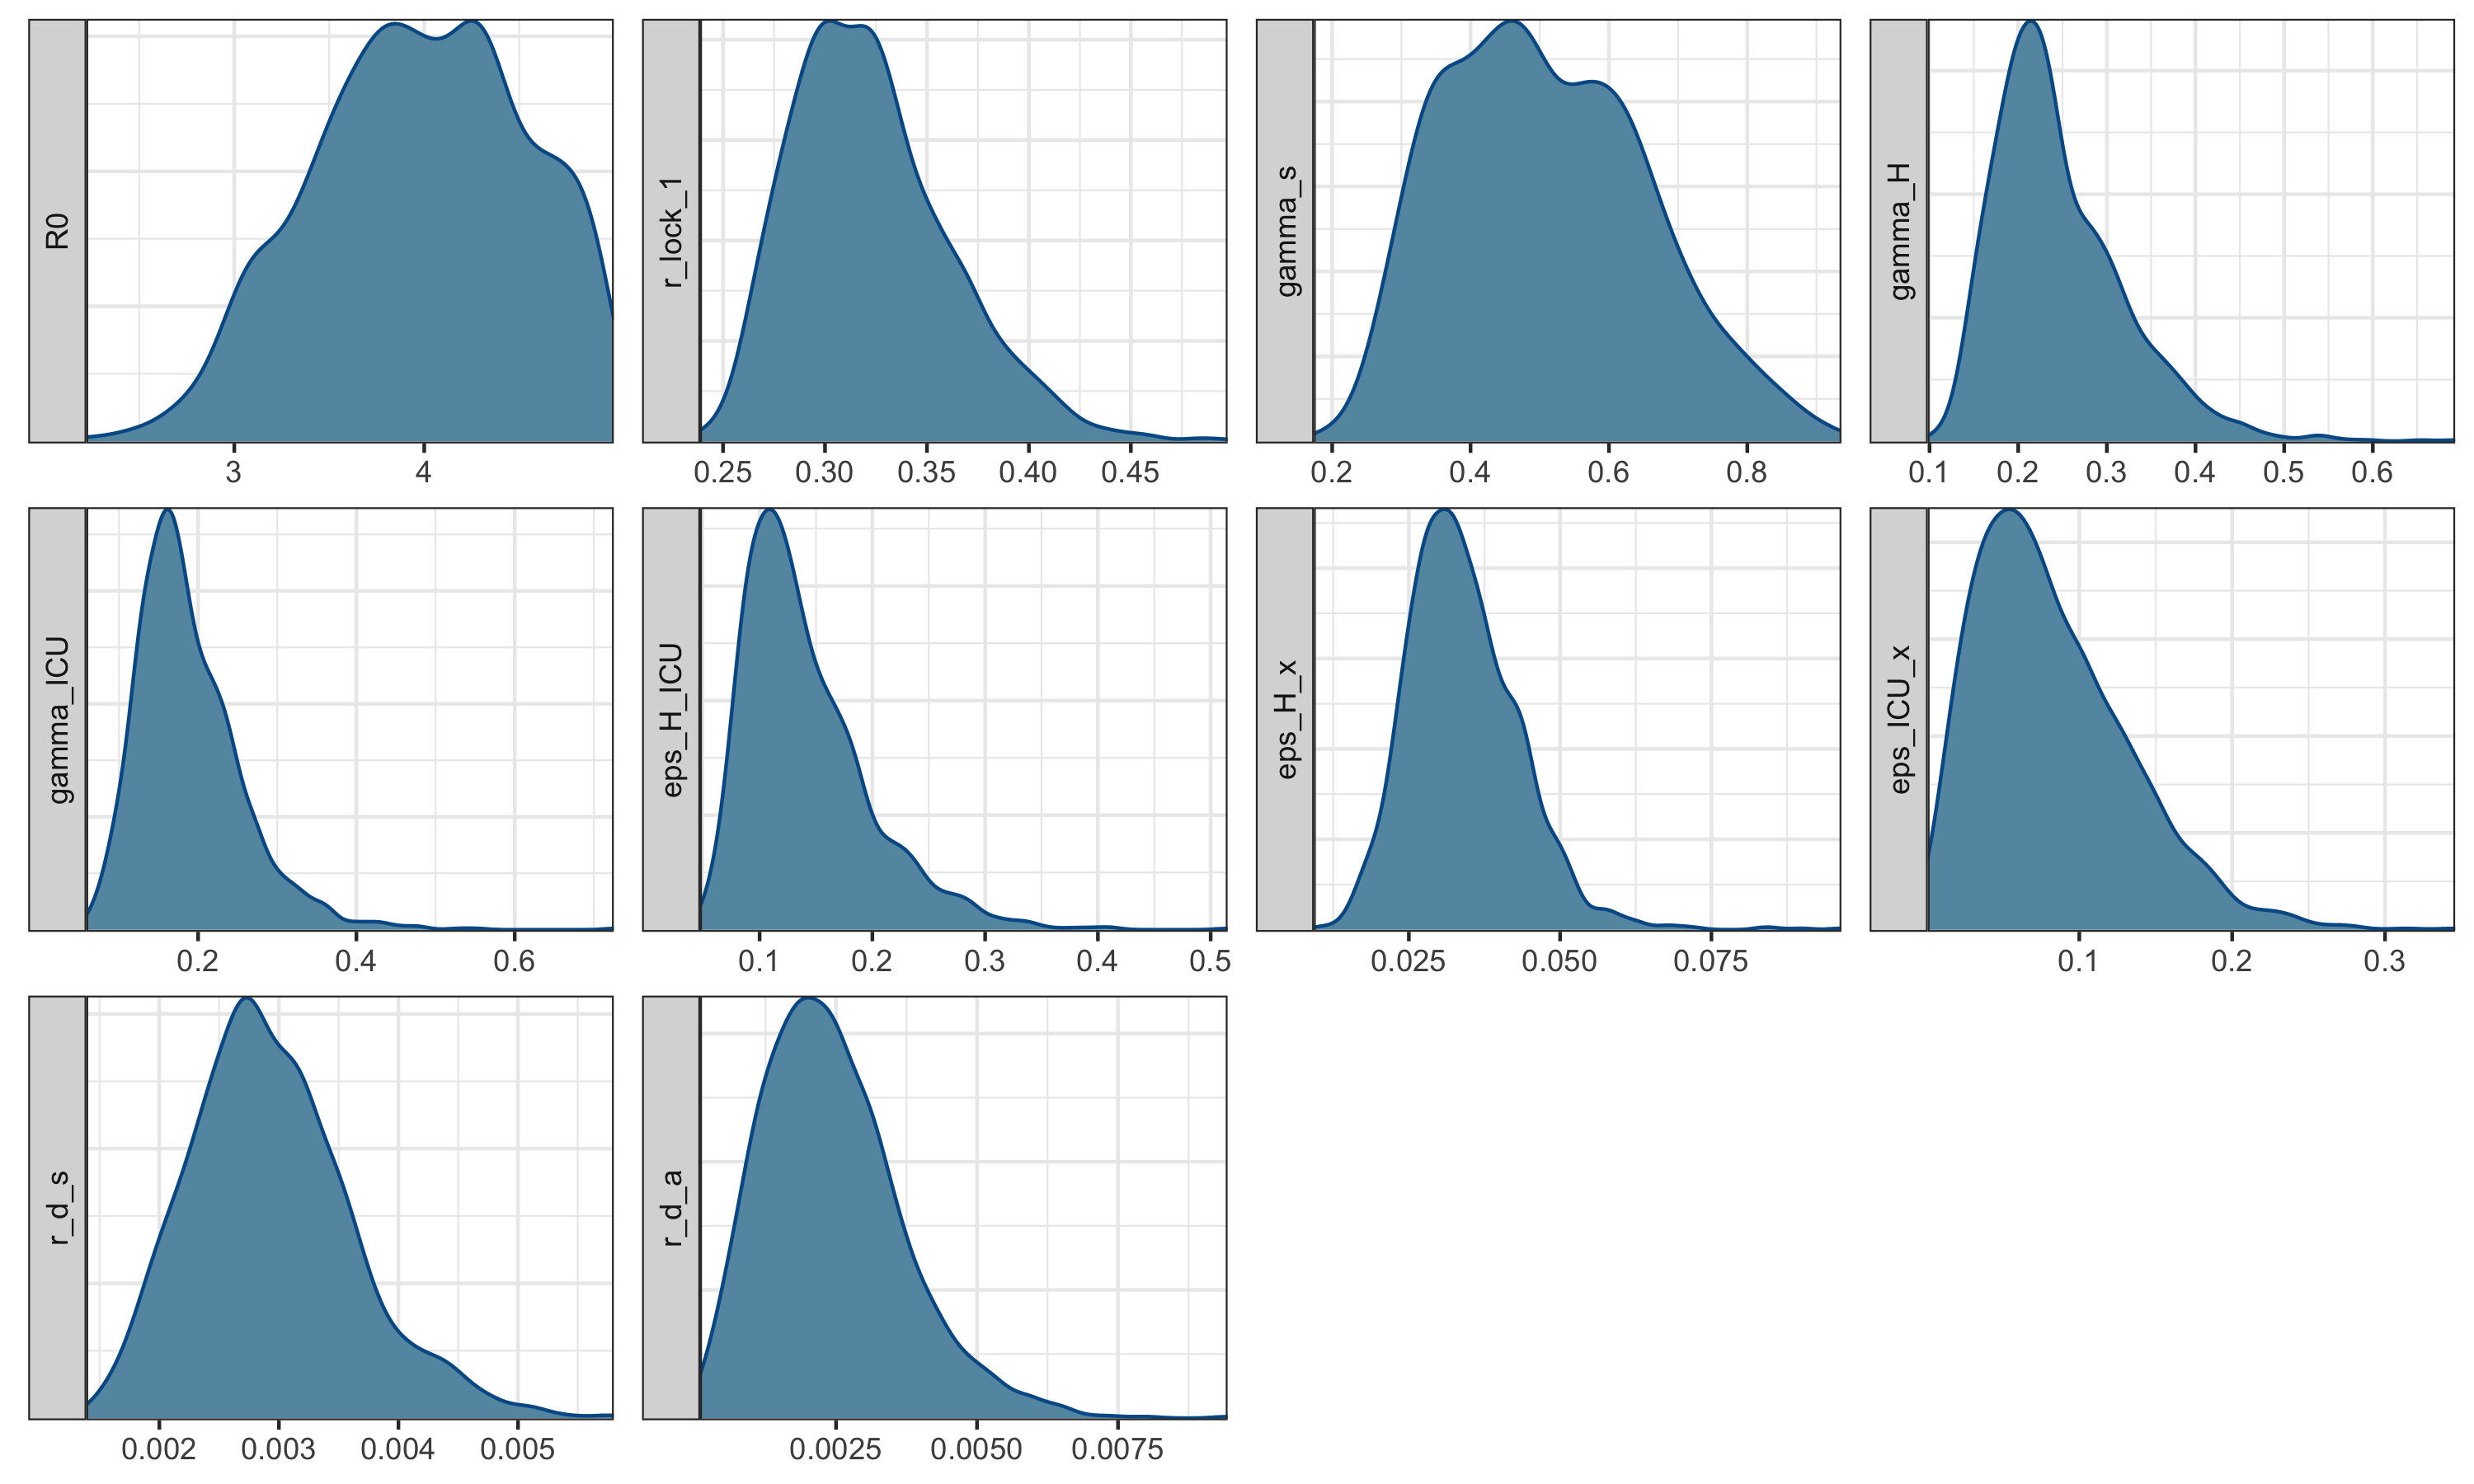 R0
3 4
r_lock_1
0.25 0.30 0.35 0.40 0.45
gamma_s
0.2 0.4 0.6 0.8
gamma_H
0.1 0.2 0.3 0.4 0.5 0.6
gamma_ICU
0.2 0.4 0.6
eps_H_ICU
0.1 0.2 0.3 0.4 0.5
eps_H_x
0.025 0.050 0.075
eps_ICU_x
0.1 0.2 0.3
r_d_s
0.002 0.003 0.004 0.005
r_d_a
0.0025 0.0050 0.0075